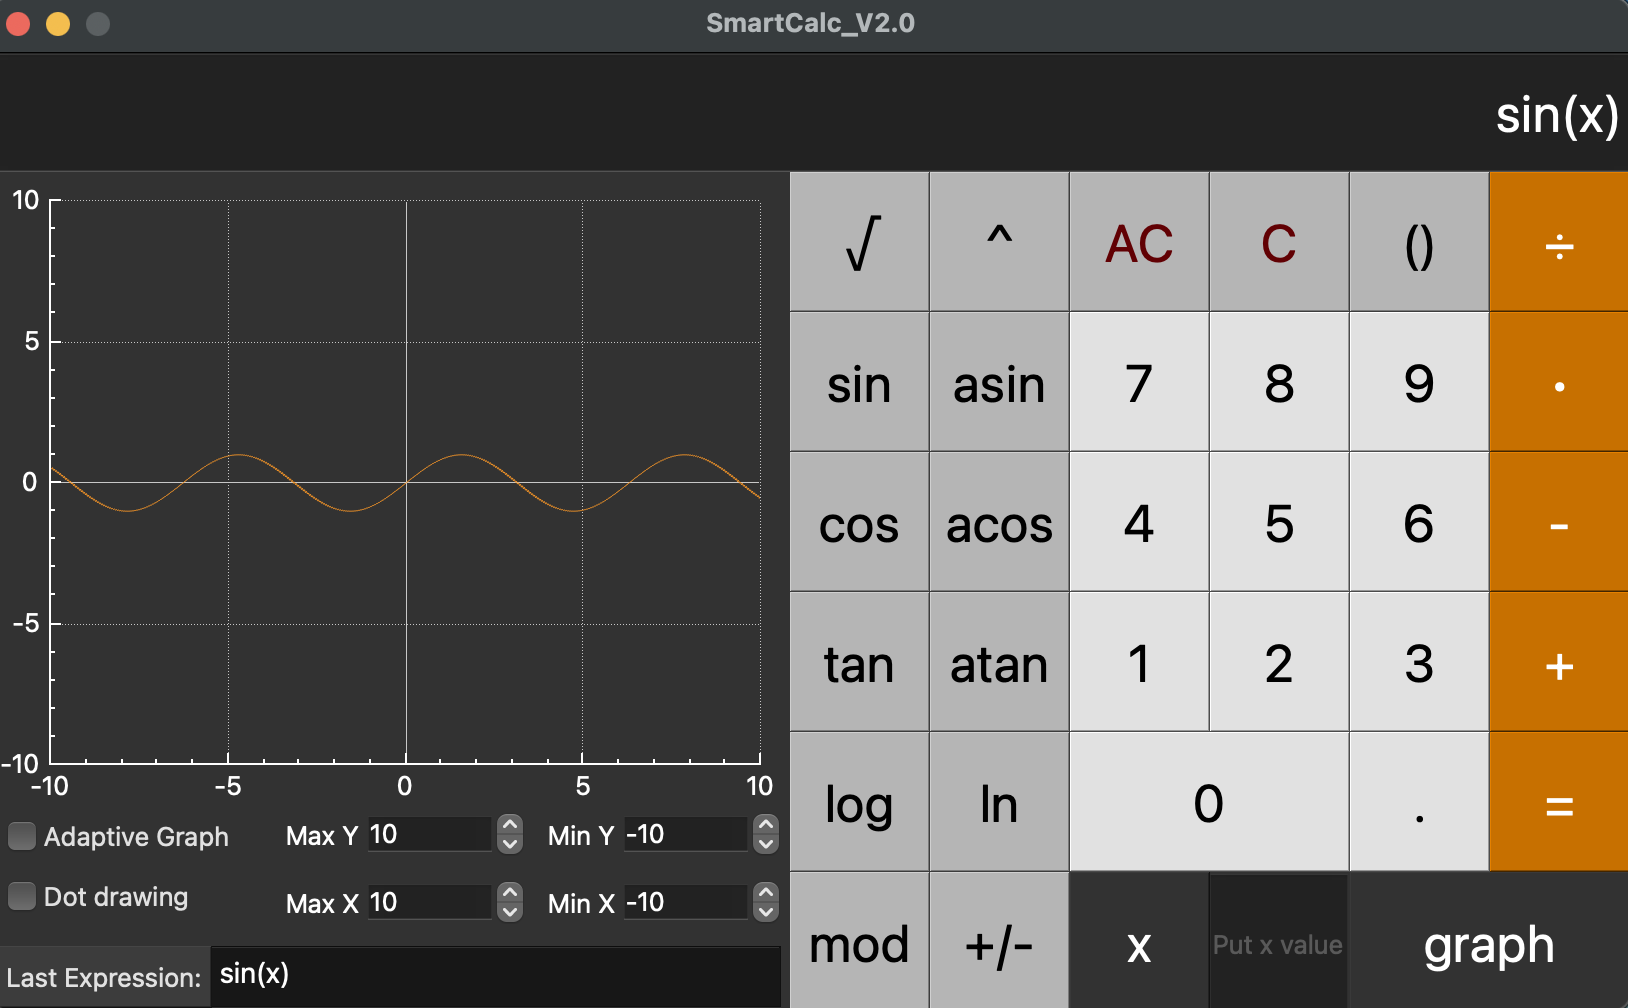 SmartCalc_V2.0
sin(x)
10
5
0
-5
-10
-10 -5 0 5 10
Adaptive Graph Max Y 10 Min Y -10
Dot drawing Max X 10 Min X -10
Last Expression: sin(x)
√ ^ AC C () ÷
sin asin 7 8 9 ·
cos acos 4 5 6 -
tan atan 1 2 3 +
log ln 0 . =
mod +/- x Put x value graph